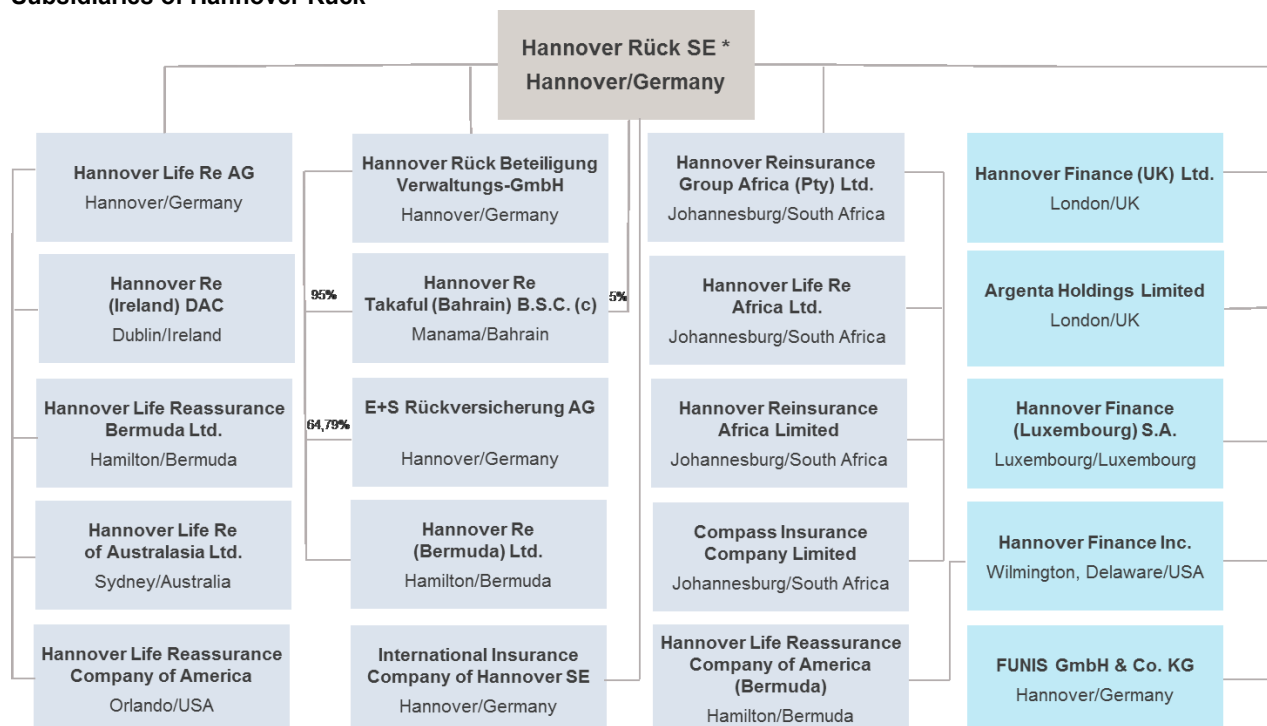 Subsidiaries of Hannover Rück
Hannover Rück SE *
Hannover/Germany
Hannover Life Re AG
Hannover/Germany
Hannover Re
(Ireland) DAC
Dublin/Ireland
Hannover Life Reassurance
Bermuda Ltd.
Hamilton/Bermuda
Hannover Life Re
of Australasia Ltd.
Sydney/Australia
Hannover Life Reassurance
Company of America
Orlando/USA
Hannover Rück Beteiligung
Verwaltungs-GmbH
Hannover/Germany
95%
Hannover Re
Takaful (Bahrain) B.S.C. (c)
Manama/Bahrain
5%
64,79%
E+S Rückversicherung AG
Hannover/Germany
Hannover Re
(Bermuda) Ltd.
Hamilton/Bermuda
International Insurance
Company of Hannover SE
Hannover/Germany
Hannover Reinsurance
Group Africa (Pty) Ltd.
Johannesburg/South Africa
Hannover Life Re
Africa Ltd.
Johannesburg/South Africa
Hannover Reinsurance
Africa Limited
Johannesburg/South Africa
Compass Insurance
Company Limited
Johannesburg/South Africa
Hannover Life Reassurance
Company of America
(Bermuda)
Hamilton/Bermuda
Hannover Finance (UK) Ltd.
London/UK
Argenta Holdings Limited
London/UK
Hannover Finance
(Luxembourg) S.A.
Luxembourg/Luxembourg
Hannover Finance Inc.
Wilmington, Delaware/USA
FUNIS GmbH & Co. KG
Hannover/Germany